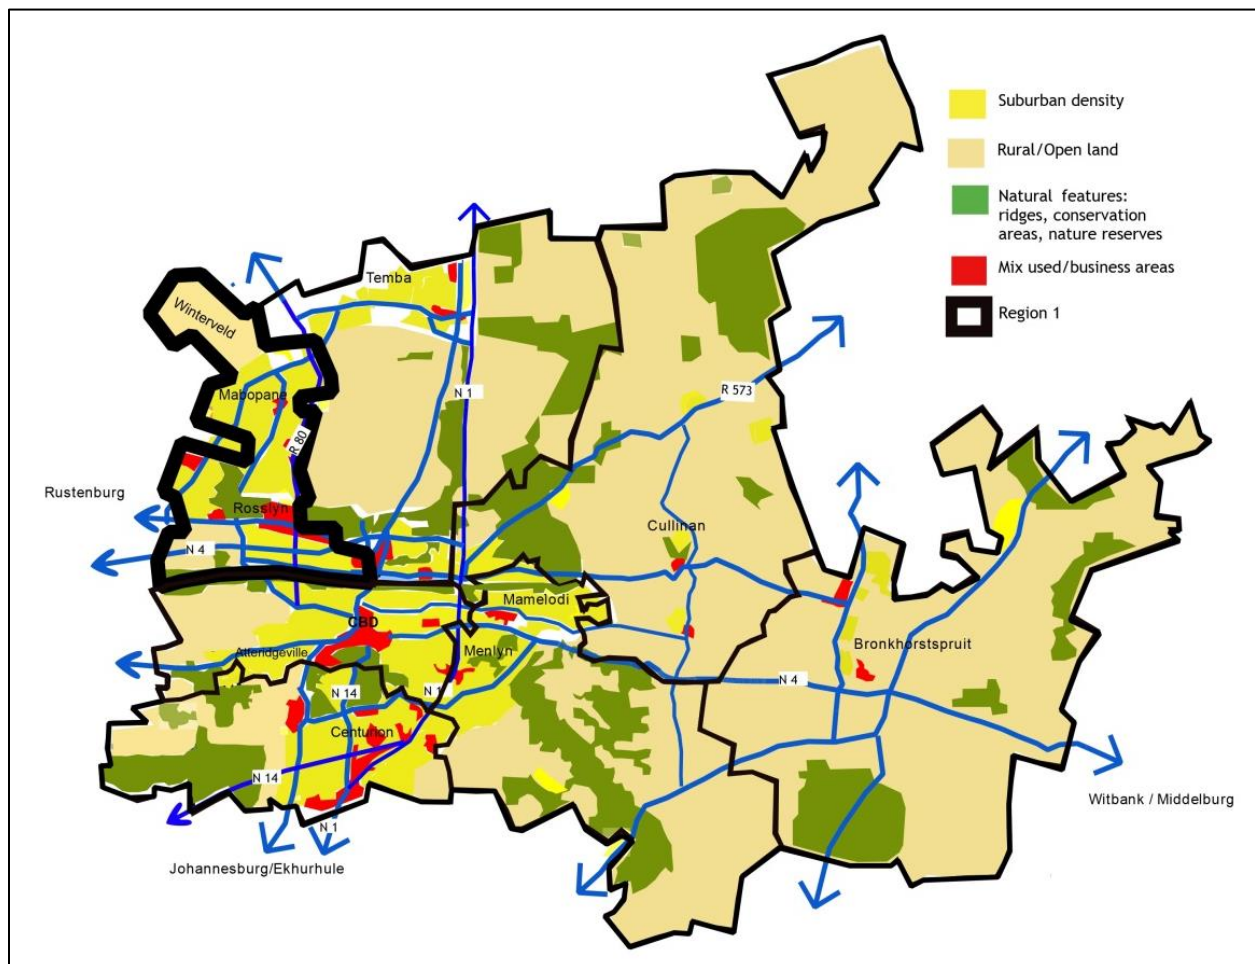 Suburban density
Rural/Open land
Natural features:
ridges, conservation
areas, nature reserves
Mix used/business areas
Region 1
Temba
Winterveld
Mabopane
N 1
R 573
R 80
Rustenburg
Rosslyn
Cullinan
N 4
Mamelodi
CBD
Atteridgeville
Menlyn
Bronkhorstspruit
N 14
N 1
N 4
Centurion
N 14
Witbank / Middelburg
N 1
Johannesburg/Ekhurhule